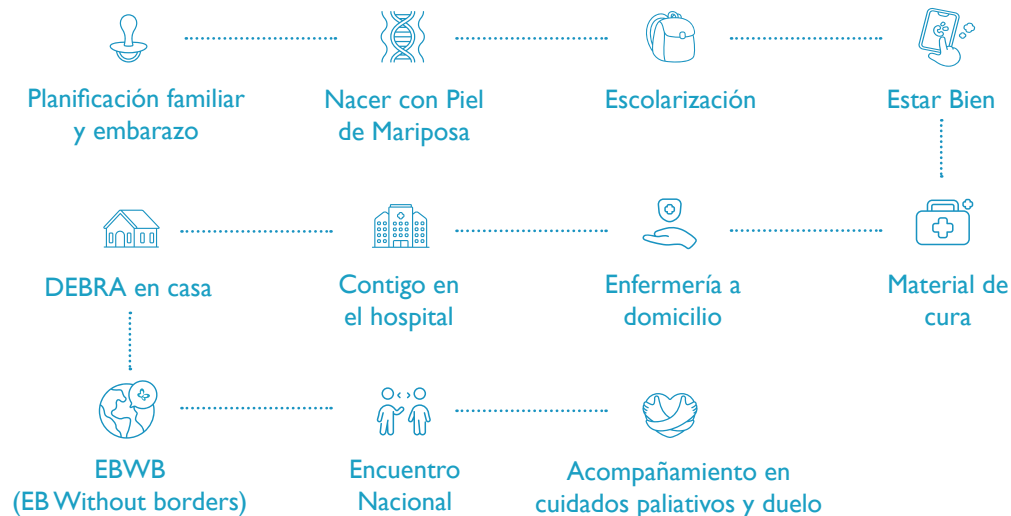 Planificación familiar
y embarazo
Nacer con Piel
de Mariposa
Escolarización
Estar Bien
DEBRA en casa
Contigo en
el hospital
Enfermería a
domicilio
Material de
cura
EBWB
(EB Without borders)
Encuentro
Nacional
Acompañamiento en
cuidados paliativos y duelo